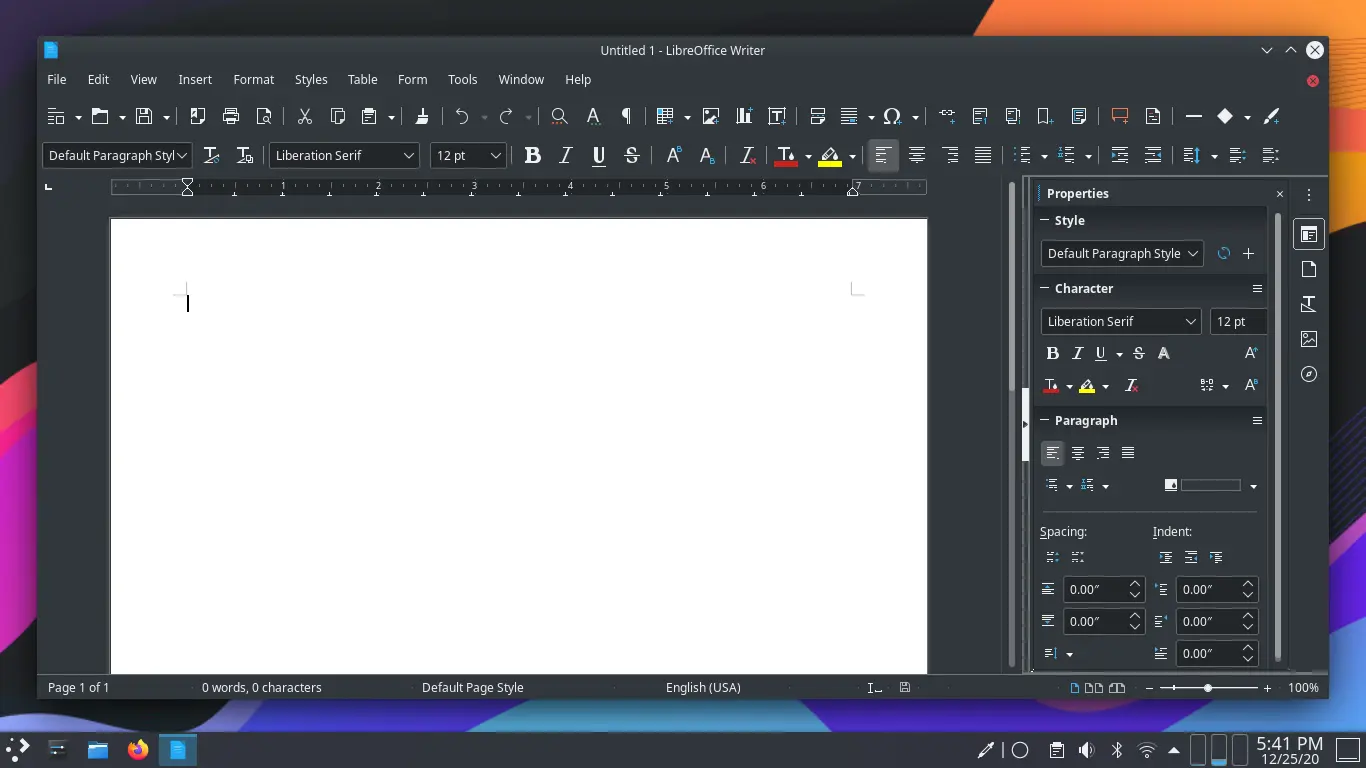 Untitled 1 - LibreOffice Writer
File Edit View Insert Format Styles Table Form Tools Window Help
Default Paragraph Styl Liberation Serif 12 pt
1 2 3 4 5 6 7
Properties
Style
Default Paragraph Style
Character
Liberation Serif 12 pt
Paragraph
Spacing: Indent:
0.00″ 0.00″
0.00″ 0.00″
0.00″
Page 1 of 1 0 words, 0 characters Default Page Style English (USA) 100%
5:41 PM
12/25/20